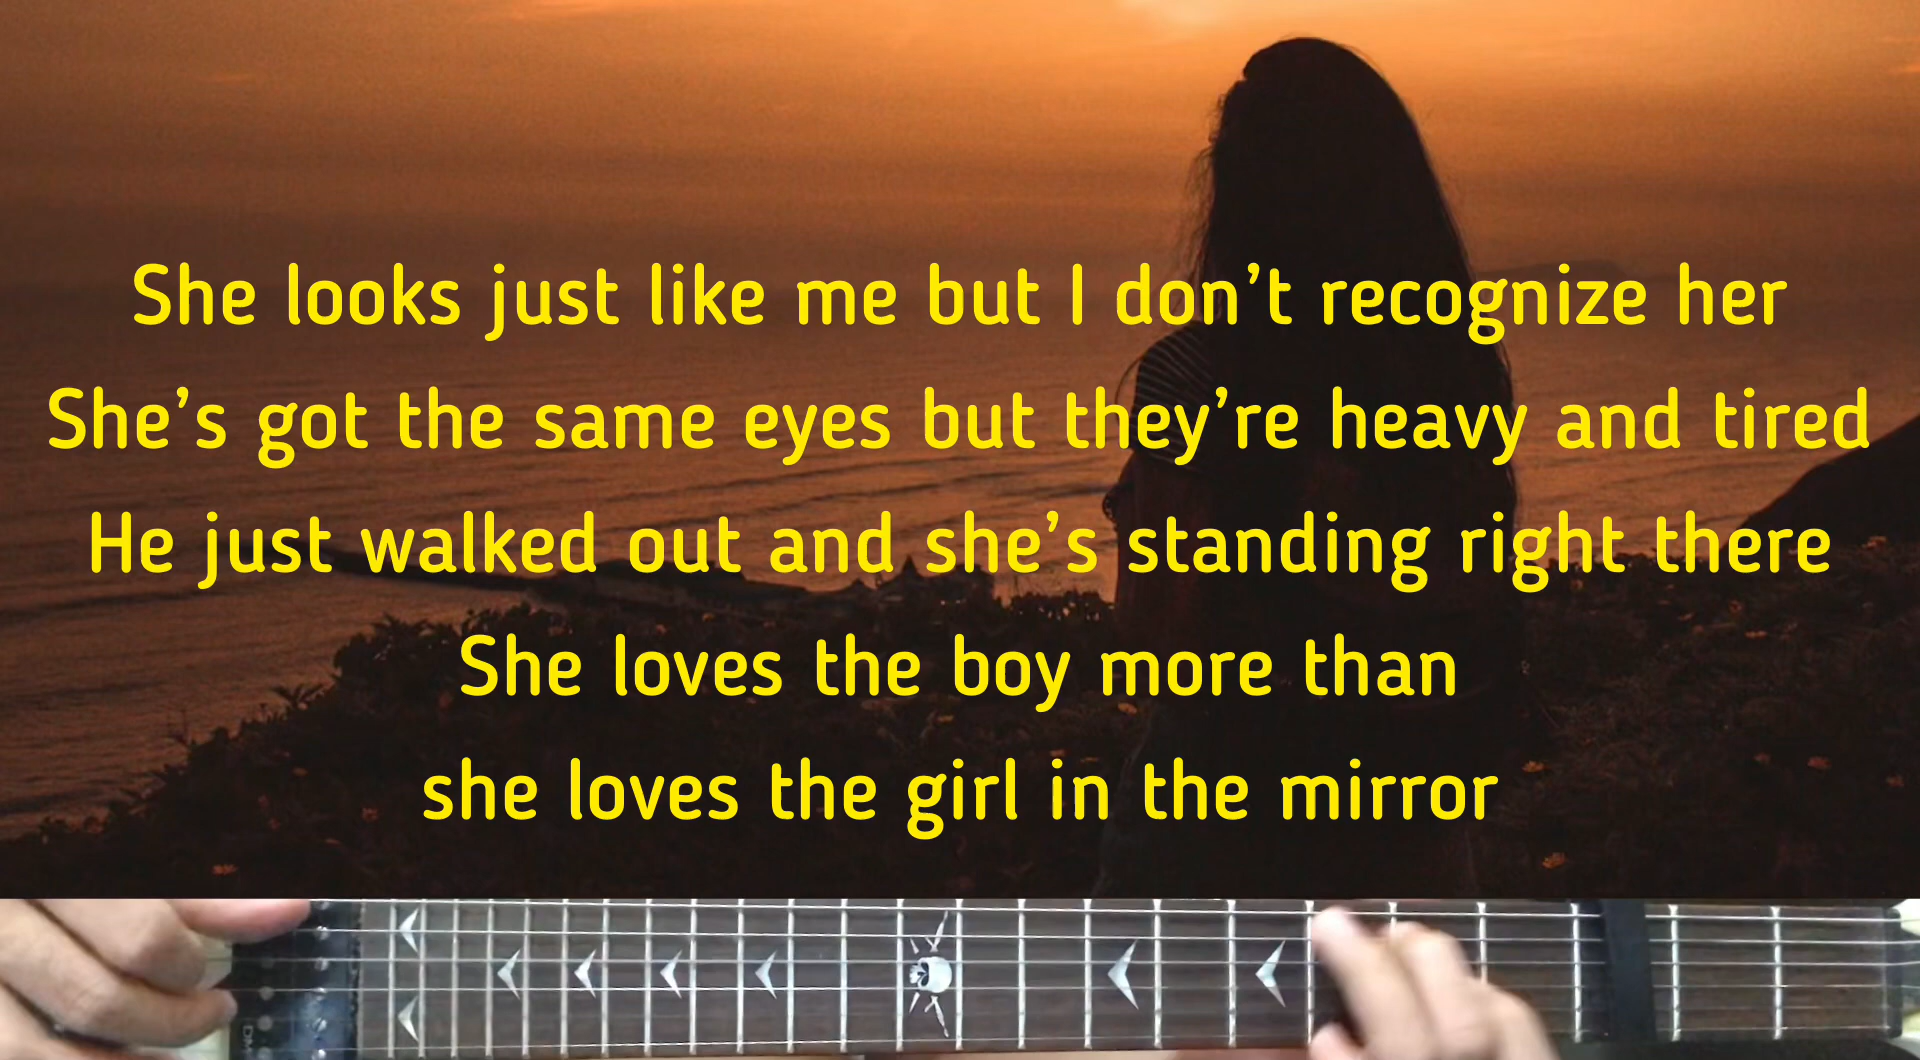 She looks just like me but I don’t recognize her
She’s got the same eyes but they’re heavy and tired
He just walked out and she’s standing right there
She loves the boy more than
she loves the girl in the mirror